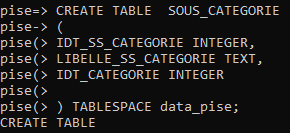 pise=> CREATE TABLE  SOUS_CATEGORIE
pise-> (
pise(> IDT_SS_CATEGORIE INTEGER,
pise(> LIBELLE_SS_CATEGORIE TEXT,
pise(> IDT_CATEGORIE INTEGER
pise(>
pise(> ) TABLESPACE data_pise;
CREATE TABLE